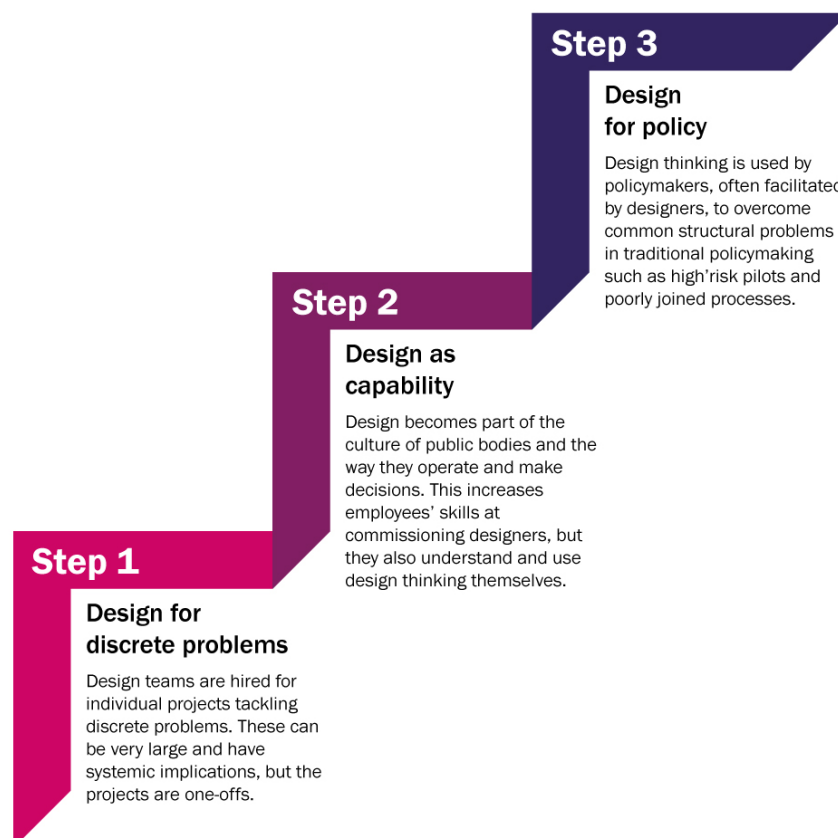 Step 3
Design
for policy
Design thinking is used by
policymakers, often facilitated
by designers, to overcome
common structural problems
in traditional policymaking
such as high’risk pilots and
poorly joined processes.
Step 2
Design as
capability
Design becomes part of the
culture of public bodies and the
way they operate and make
decisions. This increases
employees’ skills at
commissioning designers, but
they also understand and use
design thinking themselves.
Step 1
Design for
discrete problems
Design teams are hired for
individual projects tackling
discrete problems. These can
be very large and have
systemic implications, but the
projects are one-offs.